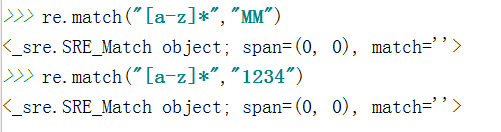 >>> re.match("[a-z]*","MM")
<_sre.SRE_Match object; span=(0, 0), match=''>
>>> re.match("[a-z]*","1234")
<_sre.SRE_Match object; span=(0, 0), match=''>